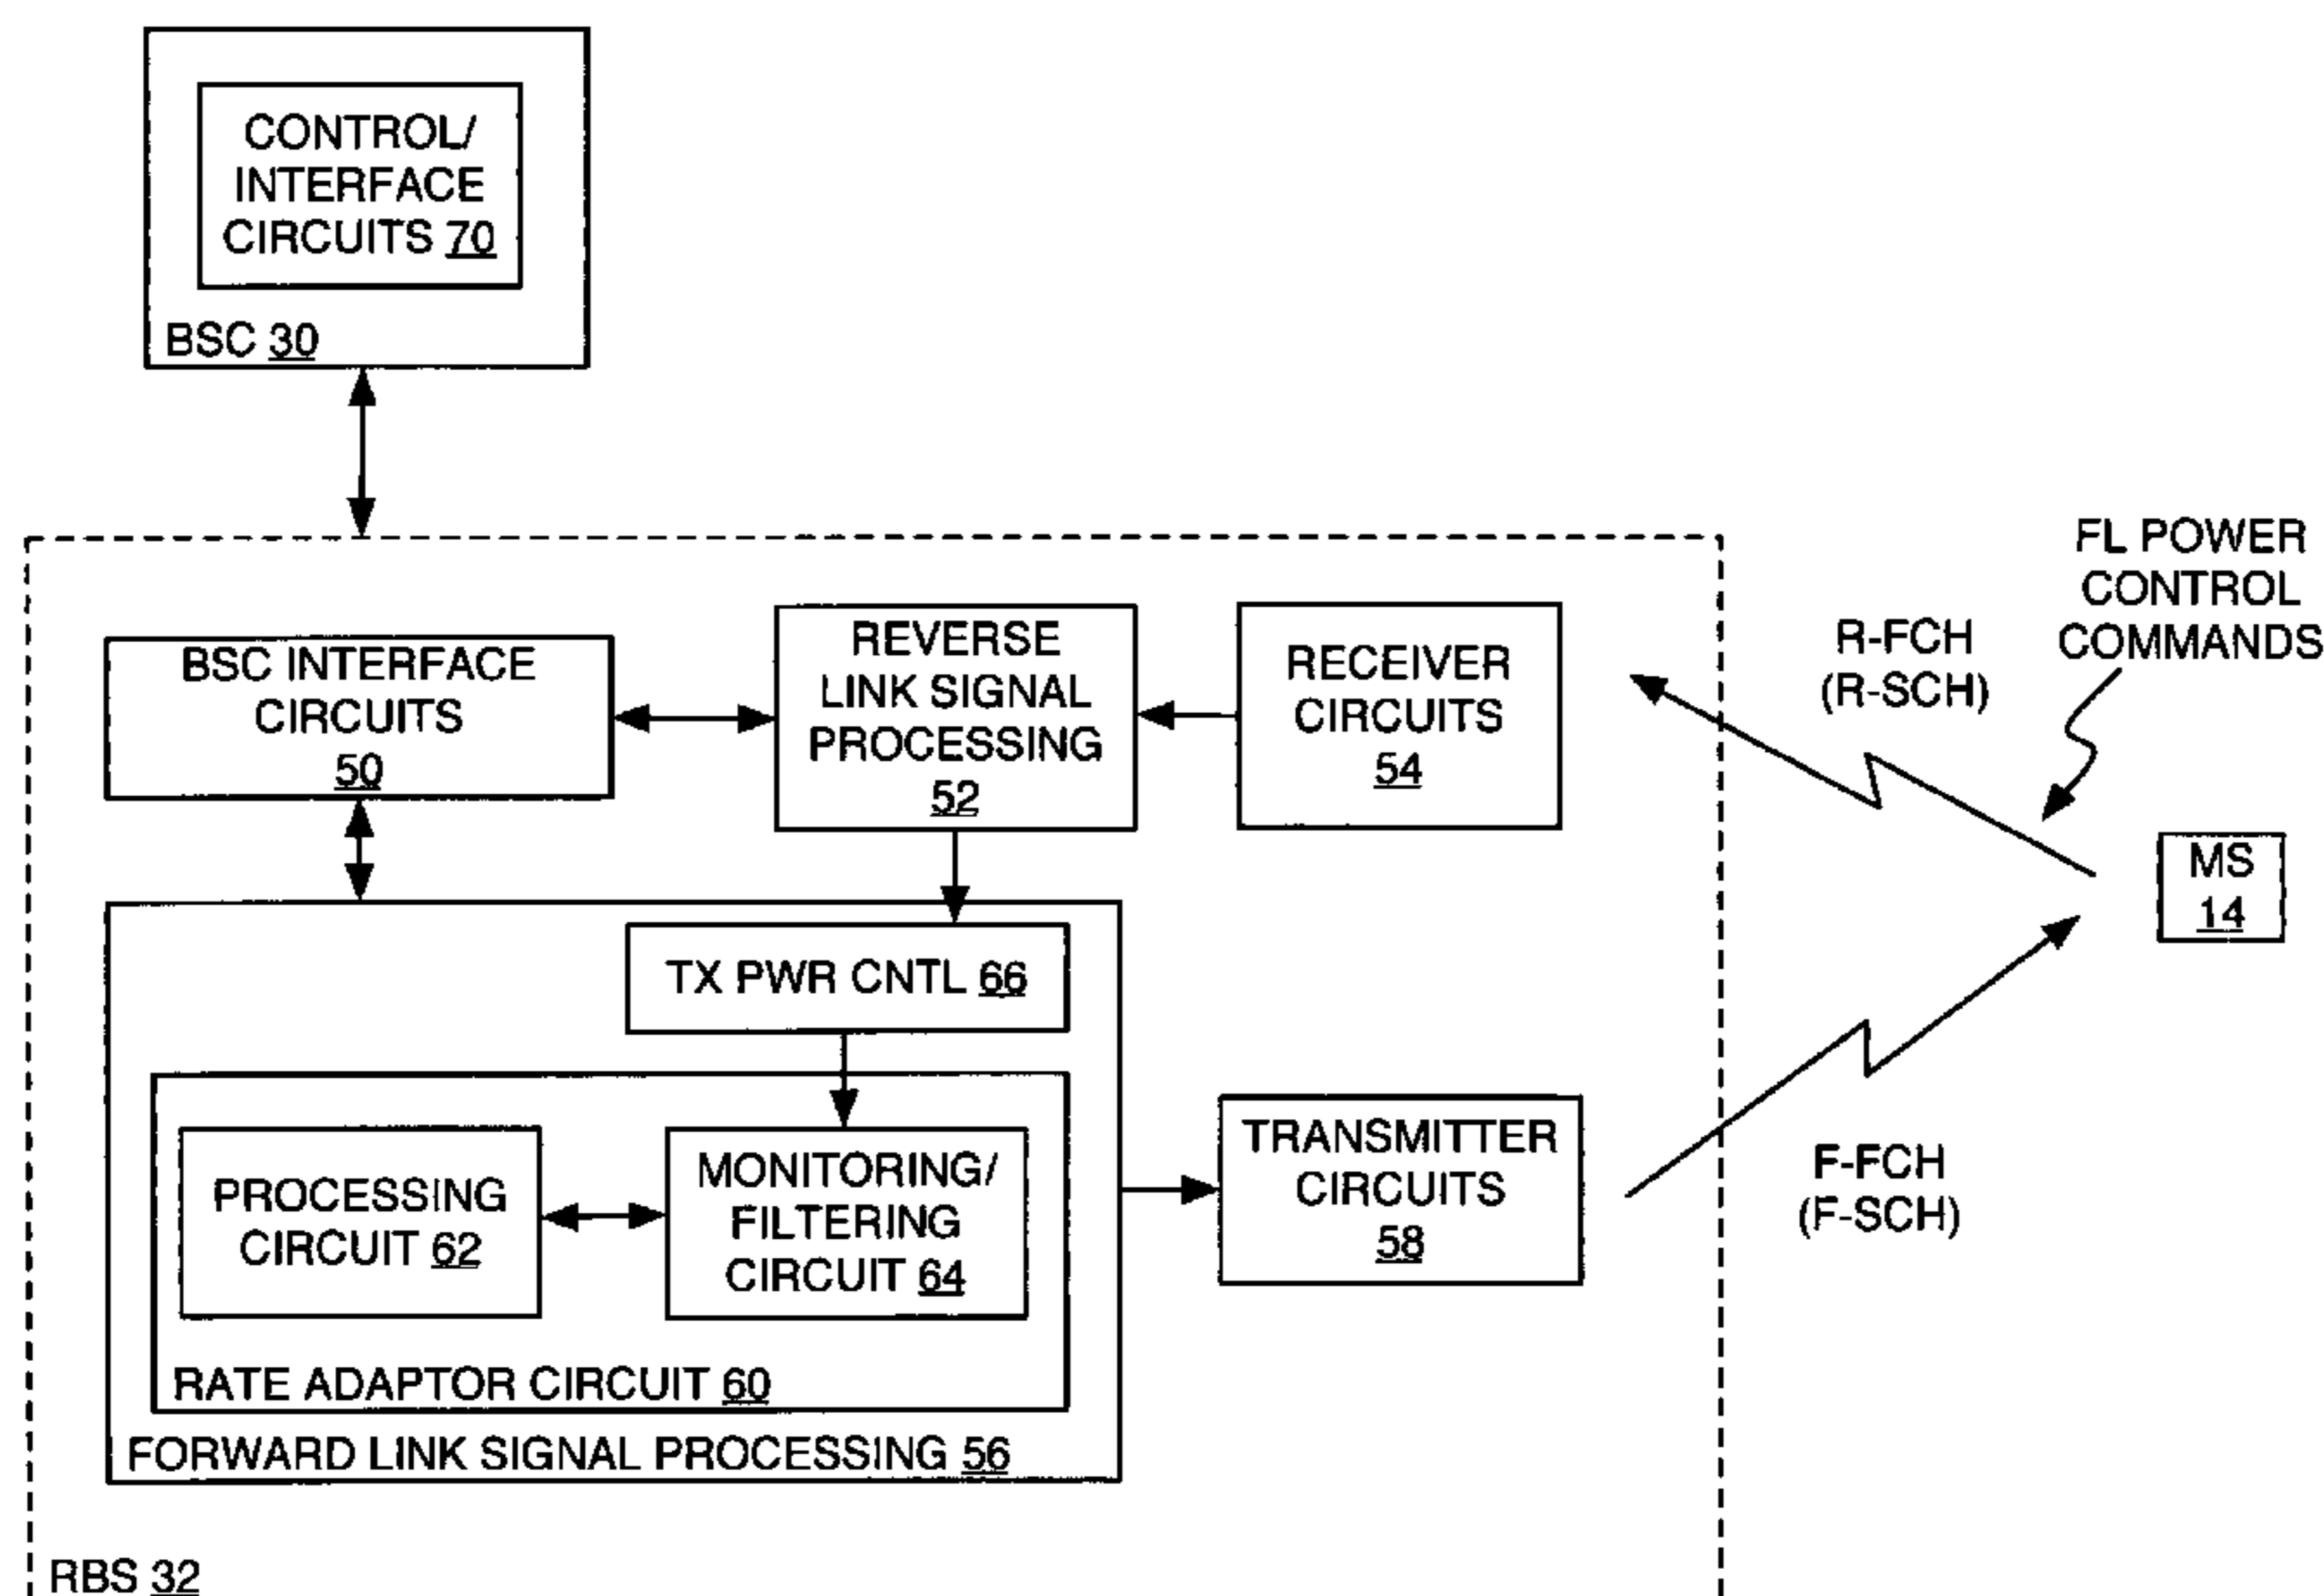 CONTROL/
INTERFACE
CIRCUITS 70
BSC 30
FL POWER
CONTROL
COMMANDS
R-FCH
(R-SCH)
BSC INTERFACE
CIRCUITS
50
REVERSE
LINK SIGNAL
PROCESSING
52
RECEIVER
CIRCUITS
54
MS
14
TX PWR CNTL 66
PROCESSING
CIRCUIT 62
MONITORING/
FILTERING
CIRCUIT 64
RATE ADAPTOR CIRCUIT 60
FORWARD LINK SIGNAL PROCESSING 56
TRANSMITTER
CIRCUITS
58
F-FCH
(F-SCH)
RBS 32